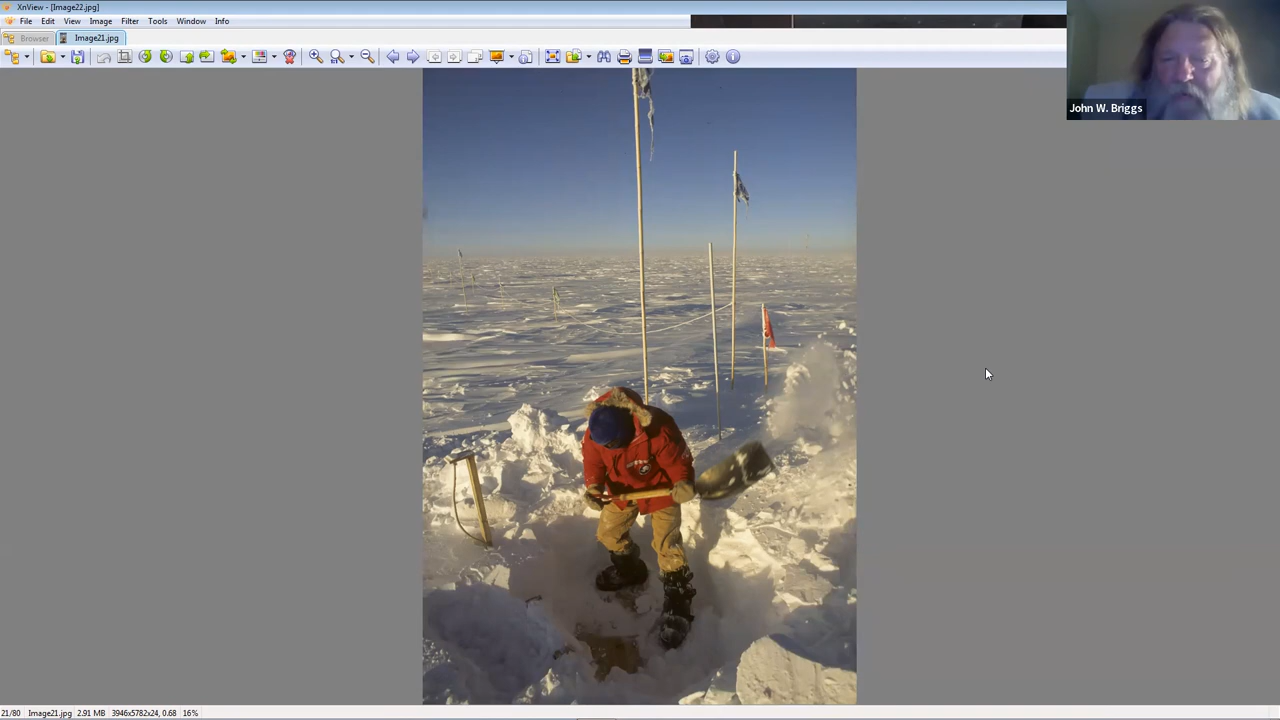 XnView - [Image22.jpg]
File Edit View Image Filter Tools Window Info
Browser Image21.jpg
John W. Briggs
21/80 Image21.jpg 2.91 MB 3946x5782x24, 0.68 16%